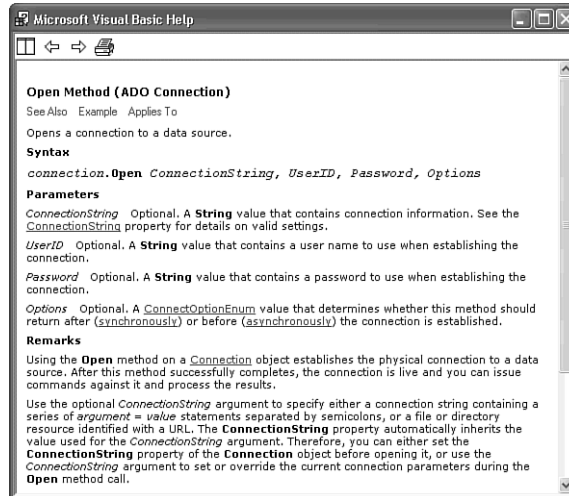 Microsoft Visual Basic Help
Open Method (ADO Connection)
See Also Example Applies To
Opens a connection to a data source.
Syntax
connection.Open ConnectionString, UserID, Password, Options
Parameters
ConnectionString Optional. A String value that contains connection information. See the
ConnectionString property for details on valid settings.
UserID Optional. A String value that contains a user name to use when establishing the
connection.
Password Optional. A String value that contains a password to use when establishing the
connection.
Options Optional. A ConnectOptionEnum value that determines whether this method should
return after (synchronously) or before (asynchronously) the connection is established.
Remarks
Using the Open method on a Connection object establishes the physical connection to a data
source. After this method successfully completes, the connection is live and you can issue
commands against it and process the results.
Use the optional ConnectionString argument to specify either a connection string containing a
series of argument = value statements separated by semicolons, or a file or directory
resource identified with a URL. The ConnectionString property automatically inherits the
value used for the ConnectionString argument. Therefore, you can either set the
ConnectionString property of the Connection object before opening it, or use the
ConnectionString argument to set or override the current connection parameters during the
Open method call.